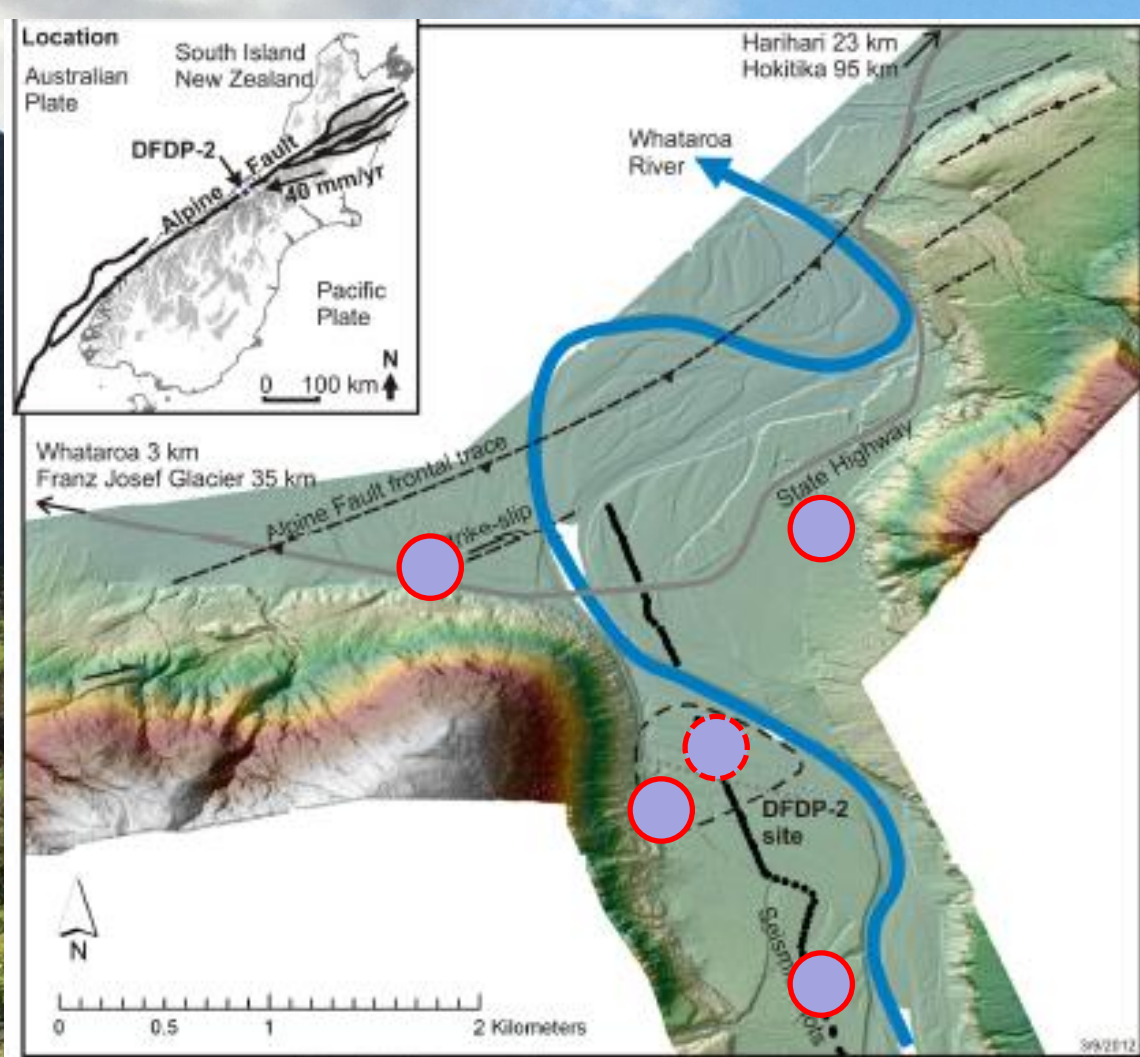 Location
South Island
New Zealand
Australian
Plate
DFDP-2
Alpine Fault
40 mm/yr
Pacific
Plate
N
0 100 km
Harihari 23 km
Hokitika 95 km
Whataroa
River
Whataroa 3 km
Franz Josef Glacier 35 km
Alpine Fault frontal trace
State Highway
DFDP-2
site
N
0 0.5 1 2 Kilometers
3/9/2012